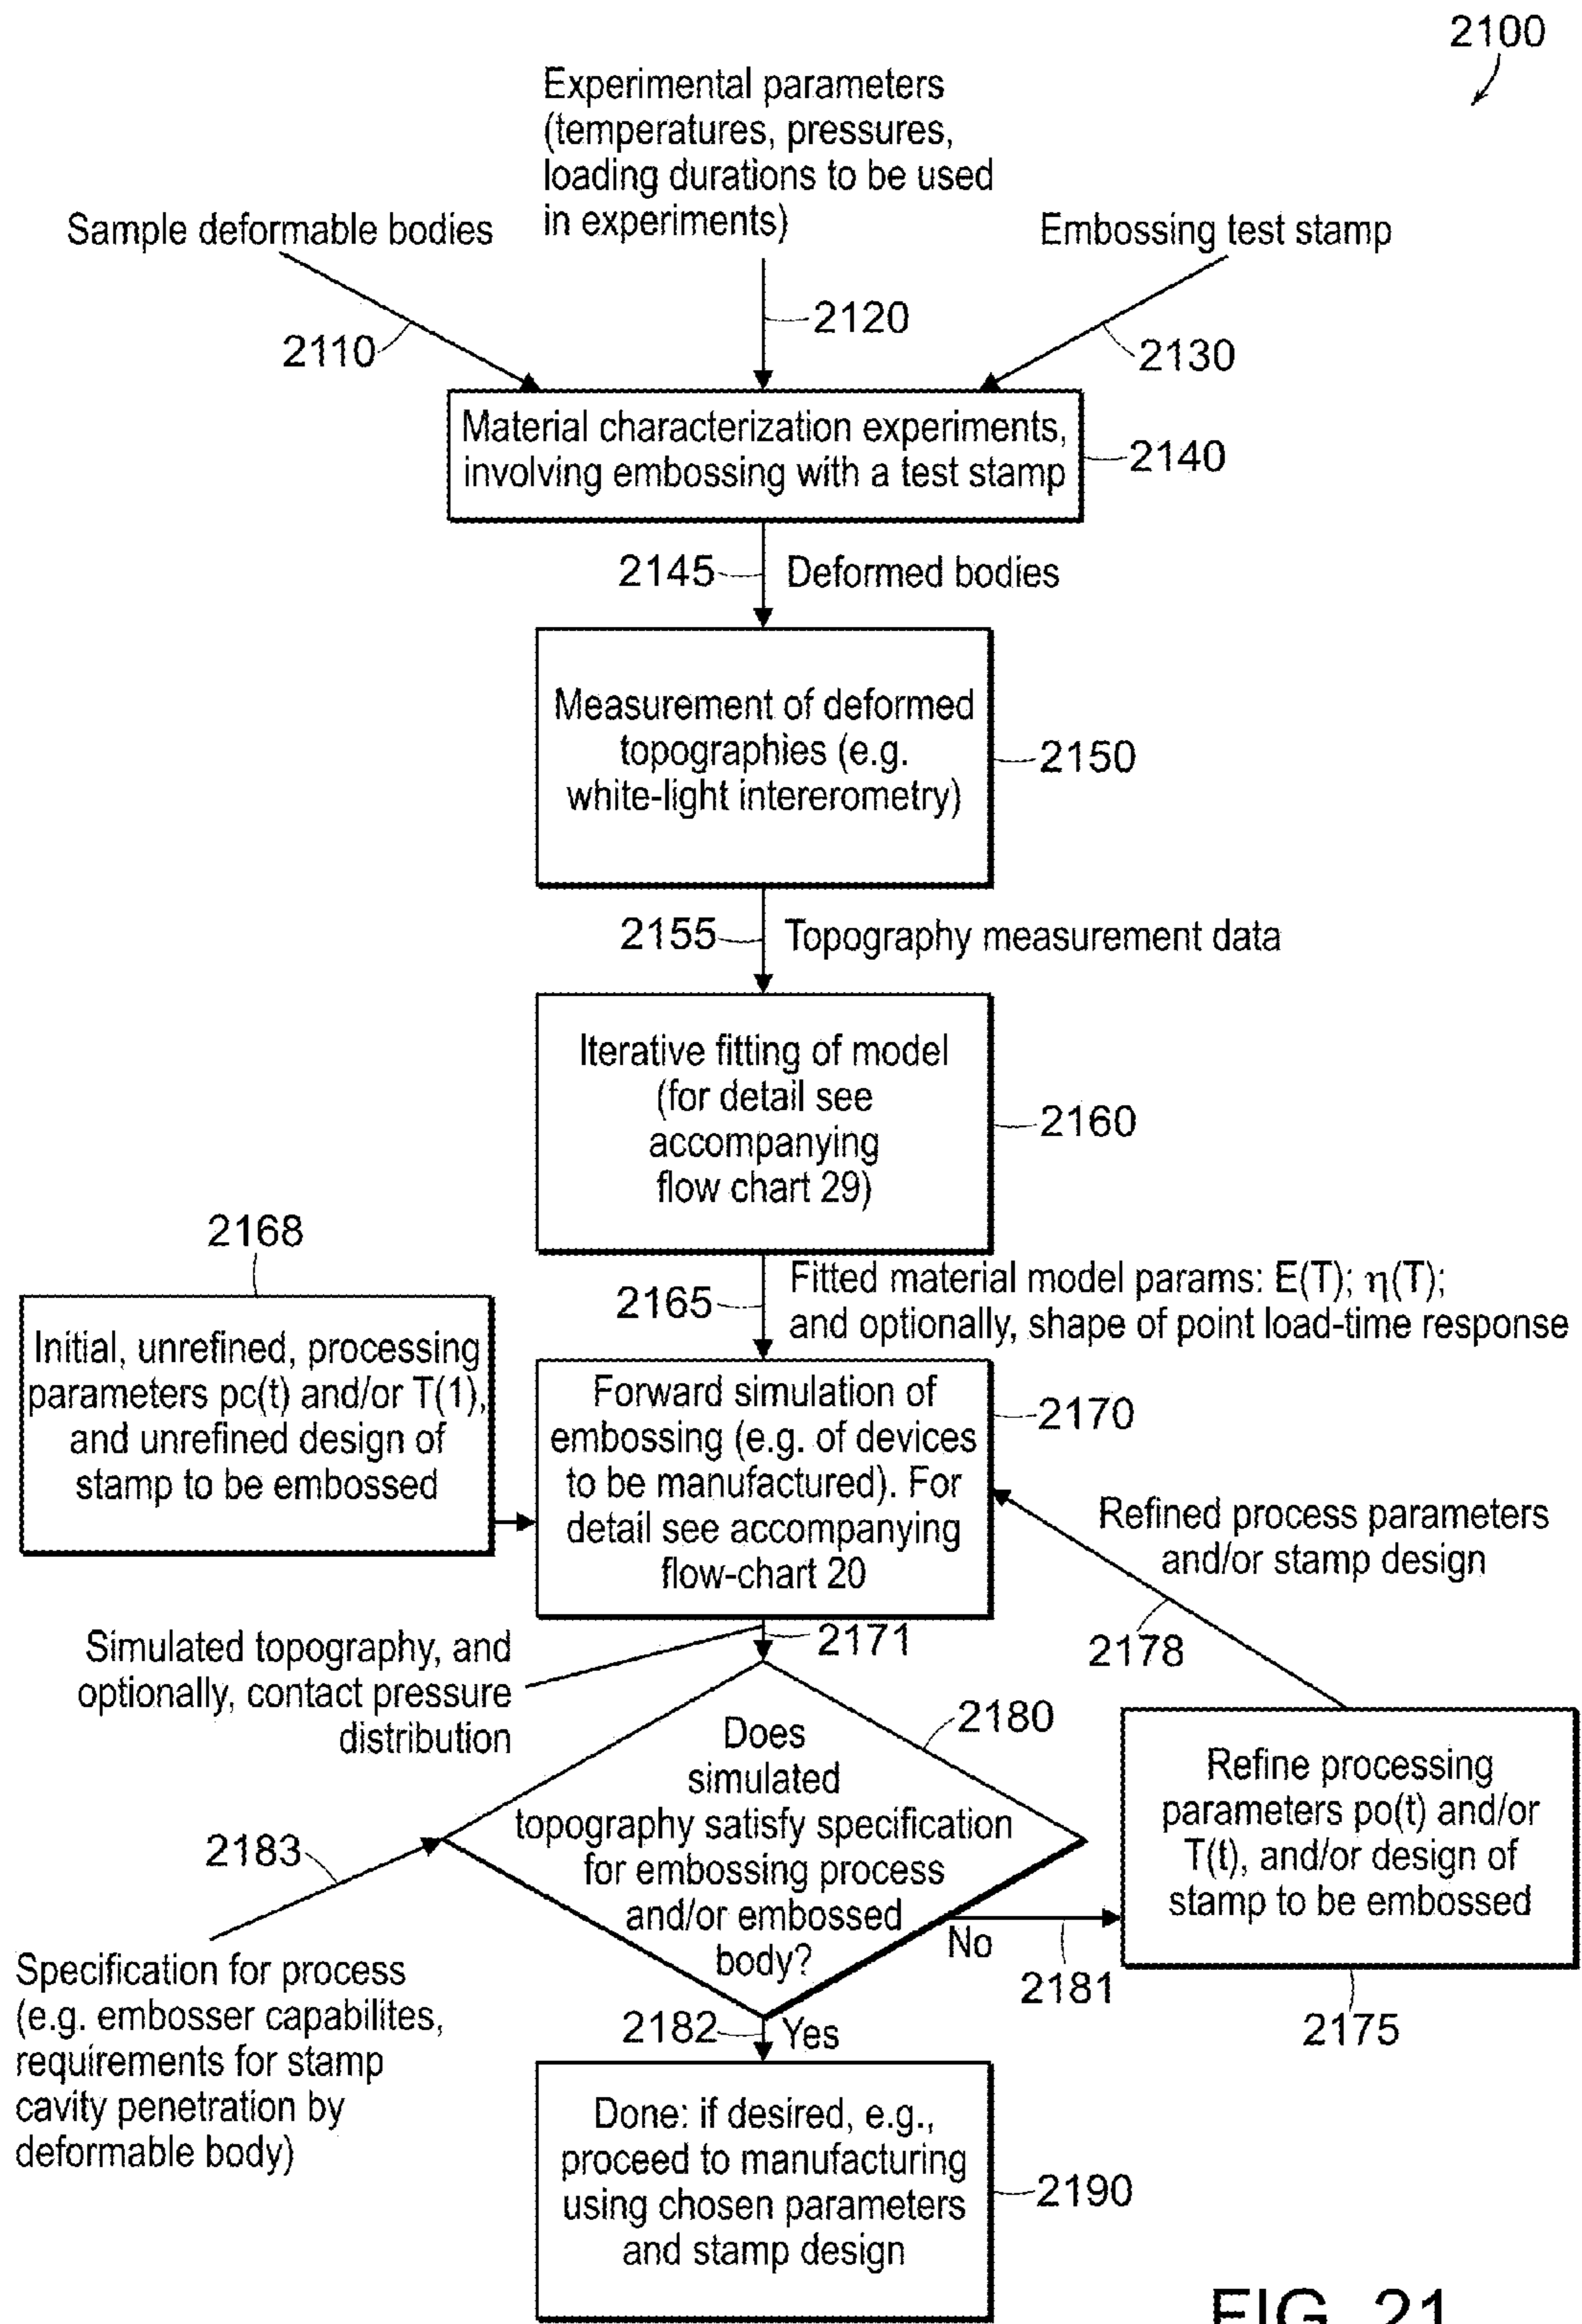 2100
Experimental parameters
(temperatures, pressures,
loading durations to be used
in experiments)
Sample deformable bodies
Embossing test stamp
2110
2120
2130
Material characterization experiments,
involving embossing with a test stamp
2140
2145
Deformed bodies
Measurement of deformed
topographies (e.g.
white-light intererometry)
2150
2155
Topography measurement data
Iterative fitting of model
(for detail see
accompanying
flow chart 29)
2160
2165
Fitted material model params: E(T); η(T);
and optionally, shape of point load-time response
2168
Initial, unrefined, processing
parameters pc(t) and/or T(1),
and unrefined design of
stamp to be embossed
Forward simulation of
embossing (e.g. of devices
to be manufactured). For
detail see accompanying
flow-chart 20
2170
Refined process parameters
and/or stamp design
2178
2171
Simulated topography, and
optionally, contact pressure
distribution
Does
simulated
topography satisfy specification
for embossing process
and/or embossed
body?
2180
Refine processing
parameters po(t) and/or
T(t), and/or design of
stamp to be embossed
2175
2183
Specification for process
(e.g. embosser capabilites,
requirements for stamp
cavity penetration by
deformable body)
No
2181
2182
Yes
Done: if desired, e.g.,
proceed to manufacturing
using chosen parameters
and stamp design
2190
FIG. 21